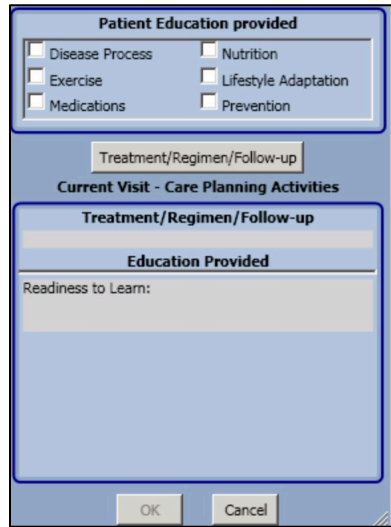 Patient Education provided
Disease Process Nutrition
Exercise Lifestyle Adaptation
Medications Prevention
Treatment/Regimen/Follow-up
Current Visit - Care Planning Activities
Treatment/Regimen/Follow-up
Education Provided
Readiness to Learn:
OK Cancel